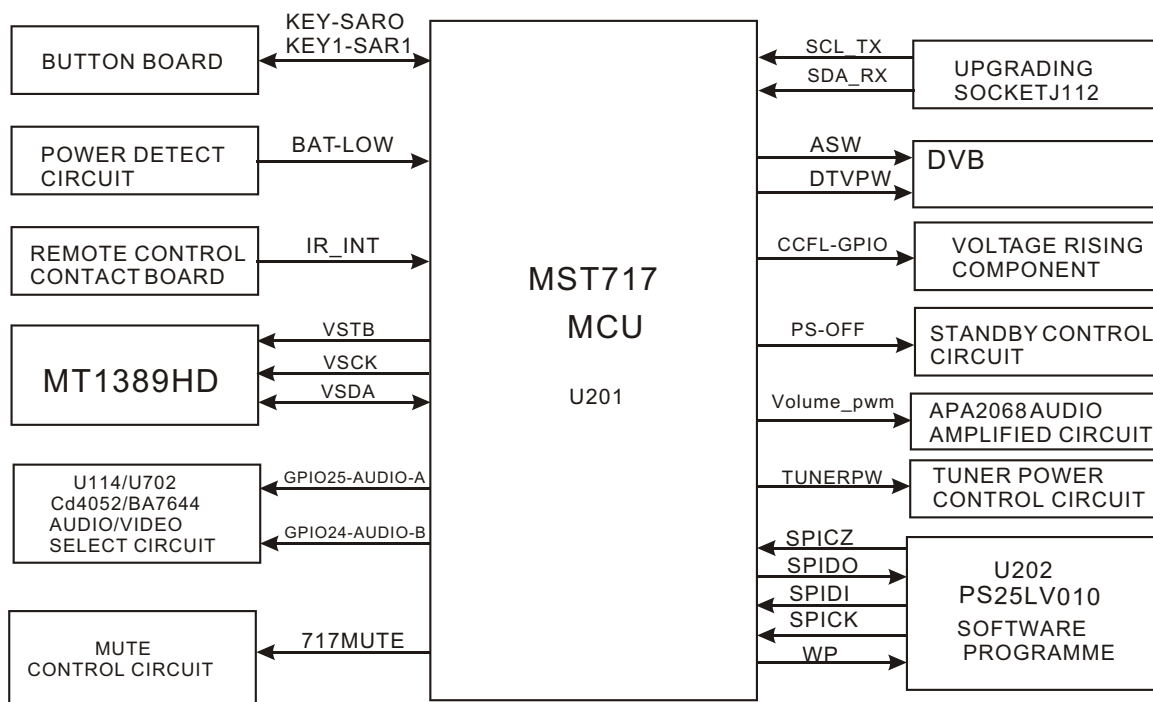 KEY-SARO
KEY1-SAR1
BUTTON BOARD
BAT-LOW
POWER DETECT
CIRCUIT
IR_INT
REMOTE CONTROL
CONTACT BOARD
VSTB
VSCK
VSDA
MT1389HD
U114/U702
Cd4052/BA7644
AUDIO/VIDEO
SELECT CIRCUIT
GPIO25-AUDIO-A
GPIO24-AUDIO-B
717MUTE
MUTE
CONTROL CIRCUIT
MST717
MCU
U201
SCL_TX
SDA_RX
UPGRADING
SOCKETJ112
ASW
DTVPW
DVB
CCFL-GPIO
VOLTAGE RISING
COMPONENT
PS-OFF
STANDBY CONTROL
CIRCUIT
Volume_pwm
APA2068 AUDIO
AMPLIFIED CIRCUIT
TUNERPW
TUNER POWER
CONTROL CIRCUIT
SPICZ
SPIDO
SPIDI
SPICK
WP
U202
PS25LV010
SOFTWARE
PROGRAMME